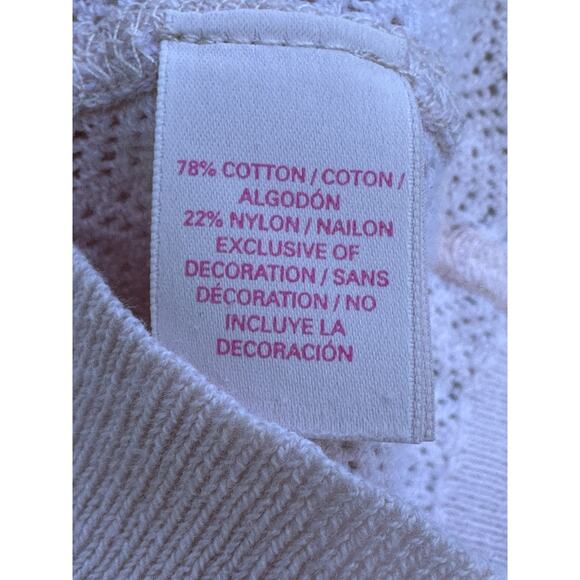 78% COTTON / COTON /
ALGODÓN
22% NYLON / NAILON
EXCLUSIVE OF
DECORATION / SANS
DÉCORATION / NO
INCLUYE LA
DECORACIÓN